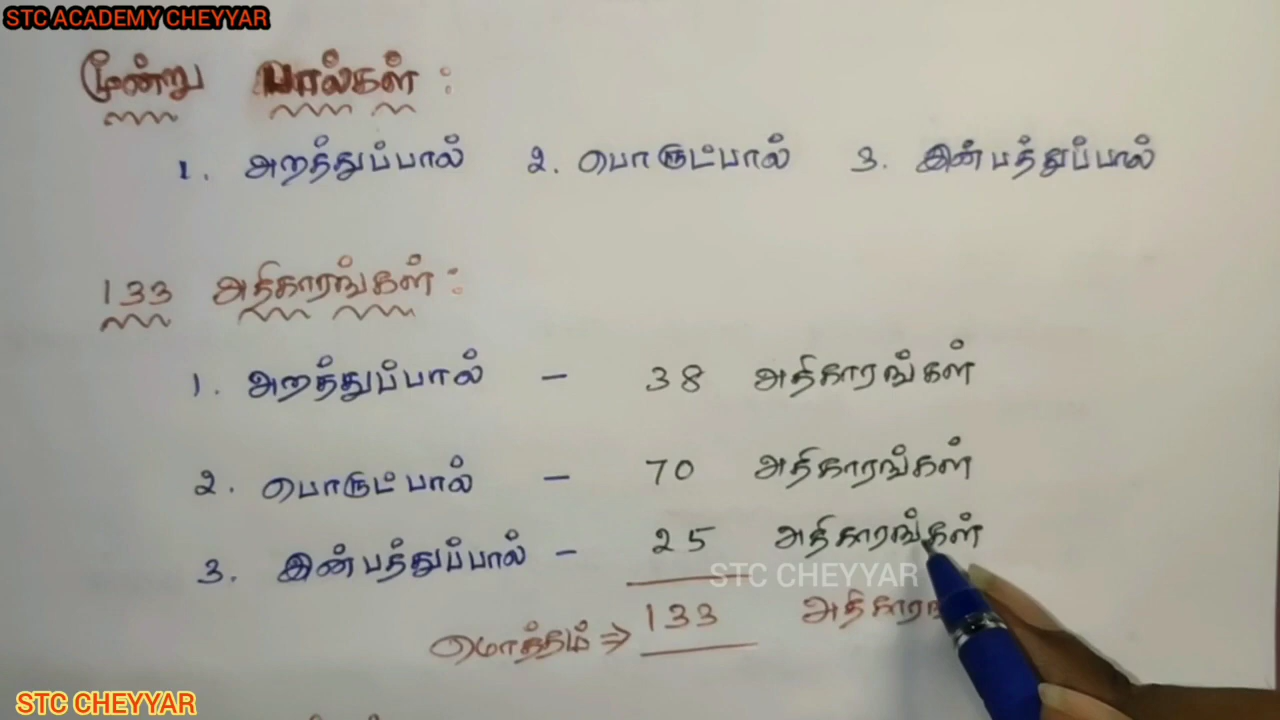 STC ACADEMY CHEYYAR
மூன்று பால்கள் :
1. அறத்துப்பால் 2. பொருட்பால் 3. இன்பத்துப்பால்
133 அதிகாரங்கள் :
1. அறத்துப்பால் – 38 அதிகாரங்கள்
2. பொருட்பால் – 70 அதிகாரங்கள்
3. இன்பத்துப்பால் – 25 அதிகாரங்கள்
STC CHEYYAR
மொத்தம் ⇒ 133
STC CHEYYAR